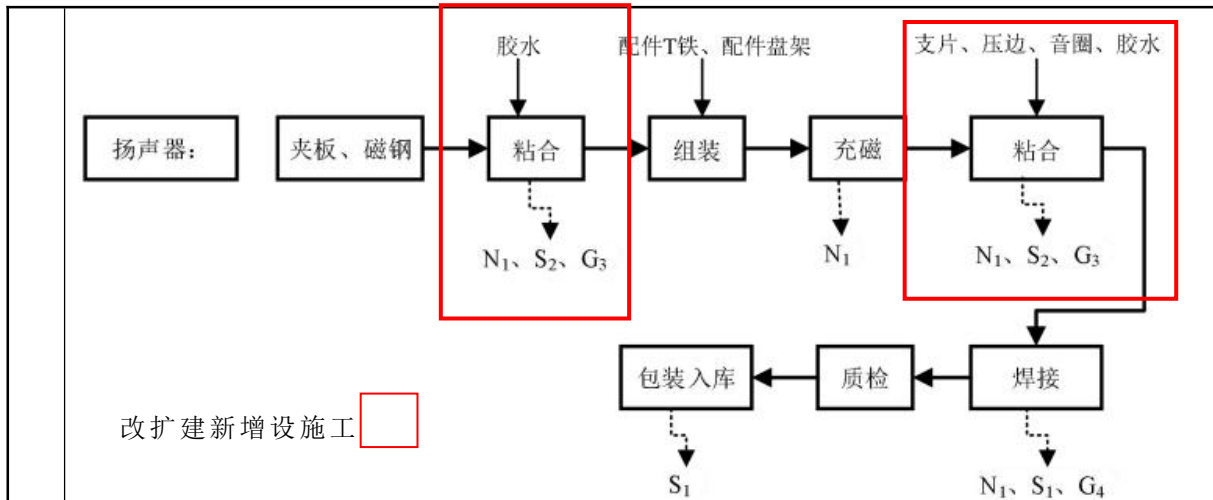 胶水
配件T铁、配件盘架
支片、压边、音圈、胶水
扬声器:
夹板、磁钢
粘合
组装
充磁
粘合
N₁、S₂、G₃
N₁
N₁、S₂、G₃
包装入库
质检
焊接
改扩建新增设施工
S₁
N₁、S₁、G₄